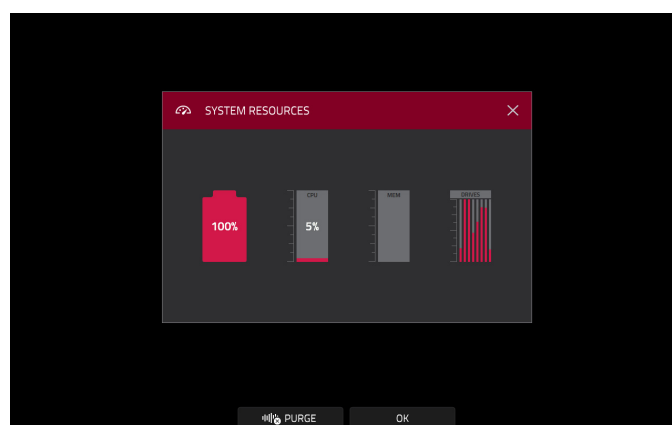 SYSTEM RESOURCES
CPU
MEM
DRIVES
100%
5%
PURGE
OK